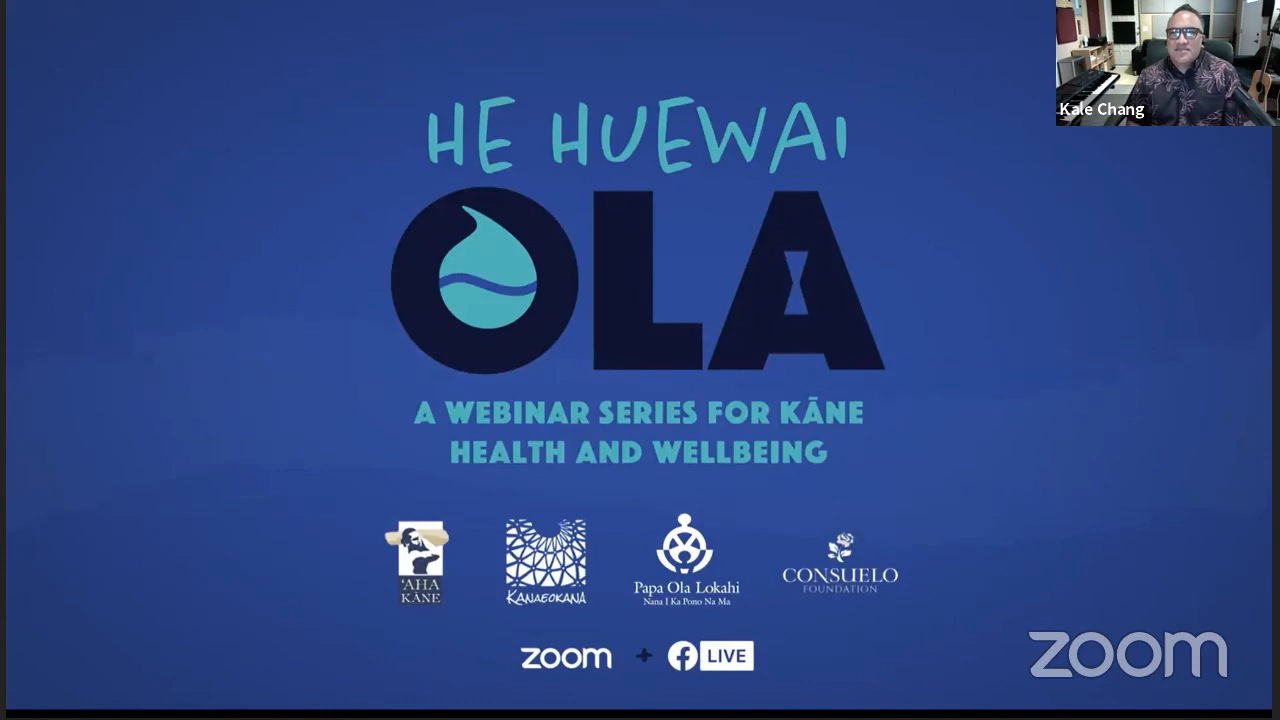 HE HUEWAI
OLA
A WEBINAR SERIES FOR KĀNE
HEALTH AND WELLBEING
ʻAHA
KĀNE
KANAEOKANA
Papa Ola Lokahi
Nana I Ka Pono Na Ma
CONSUELO
FOUNDATION
zoom + LIVE
zoom
Kale Chang